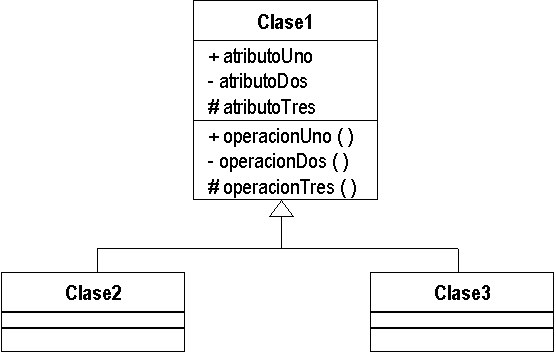 Clase1
+ atributoUno
- atributoDos
# atributoTres
+ operacionUno ( )
- operacionDos ( )
# operacionTres ( )
Clase2
Clase3